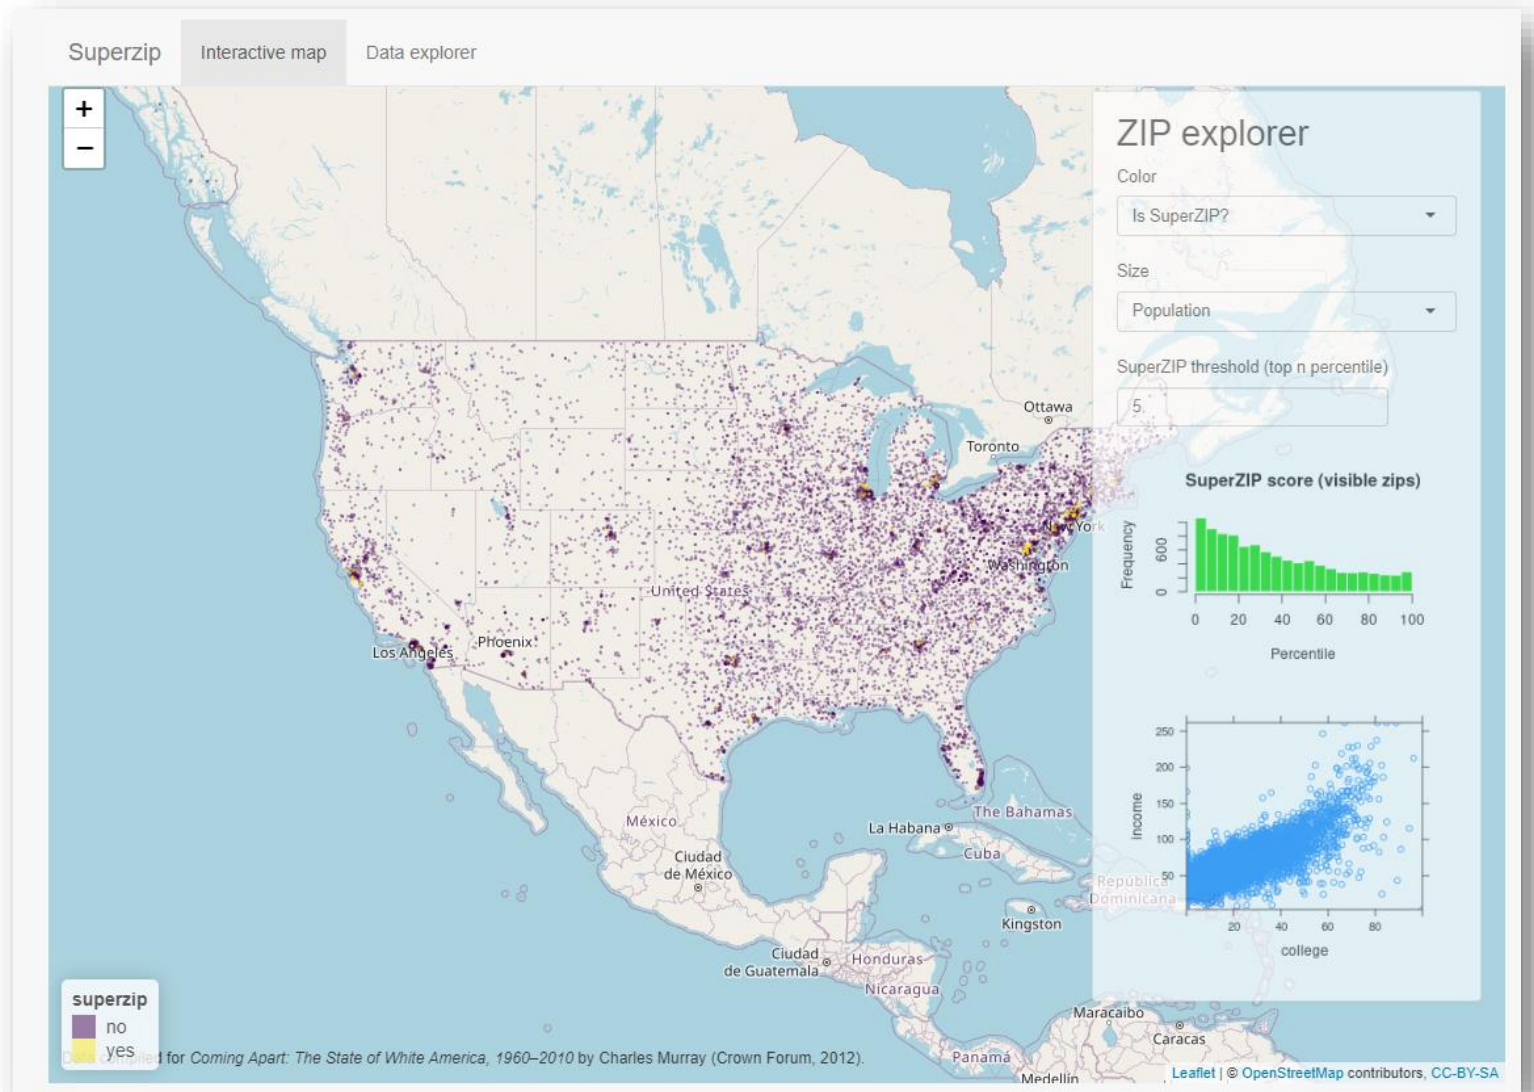 Superzip Interactive map Data explorer
+
−
ZIP explorer
Color
Is SuperZIP?
Size
Population
SuperZIP threshold (top n percentile)
5
SuperZIP score (visible zips)
Frequency
600
0
0 20 40 60 80 100
Percentile
250
200
150
100
50
Income
20 40 60 80
college
Ottawa
Toronto
New York
Washington
United States
Phoenix
Los Angeles
México
Ciudad
de México
La Habana
The Bahamas
Cuba
República
Dominicana
Kingston
Ciudad
de Guatemala
Honduras
Nicaragua
Maracaibo
Caracas
Panamá
Medellín
superzip
no
yes
Data compiled for Coming Apart: The State of White America, 1960–2010 by Charles Murray (Crown Forum, 2012).
Leaflet | © OpenStreetMap contributors, CC-BY-SA